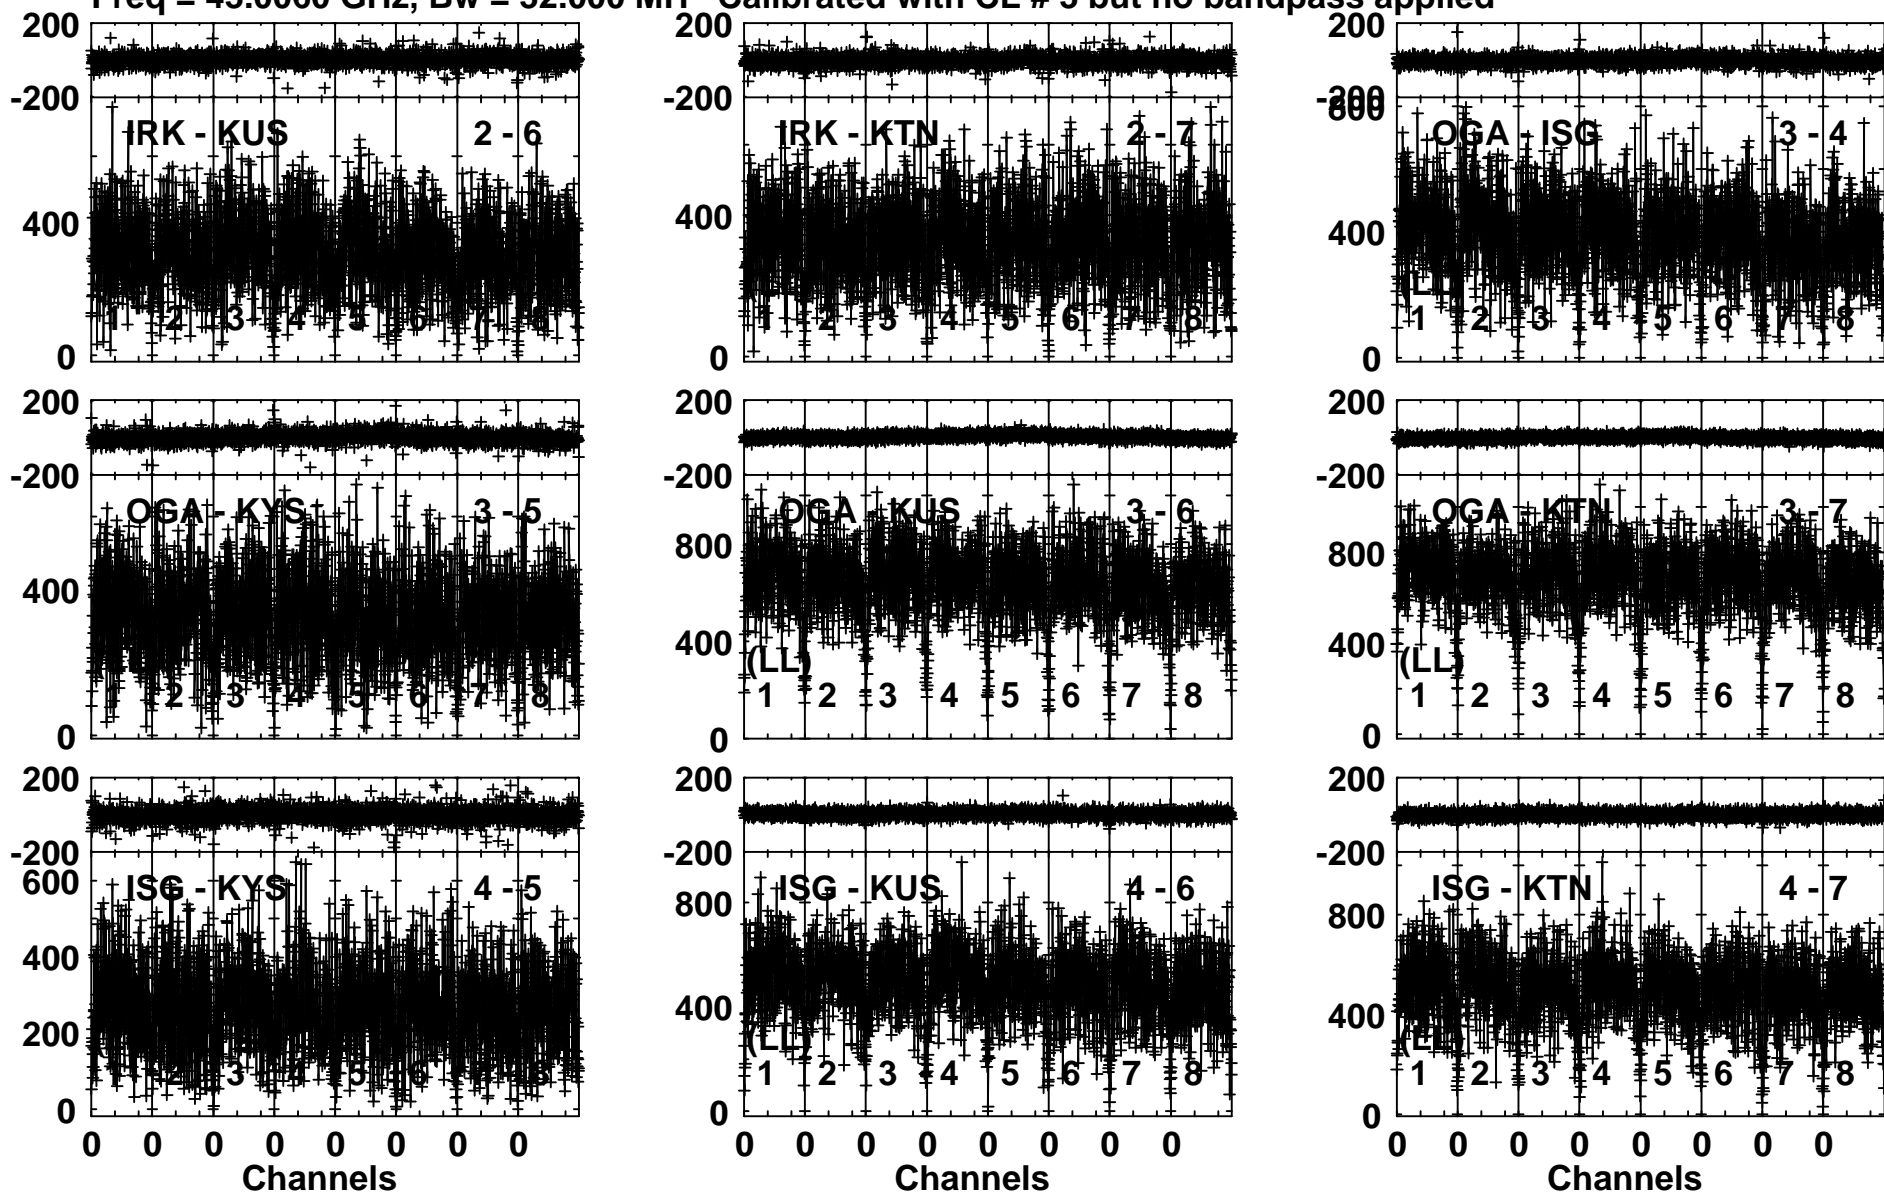 Calibrated with CL # 3 but no bandpass applied
200 200 200
-200 -200 -200
800
IRK - KUS 2 - 6 IRK - KTN 2 - 7 OGA - ISG 3 - 4
400 400 400
(LL)
1 2 3 4 5 6 7 8 1 2 3 4 5 6 7 8 1 2 3 4 5 6 7 8
0 0 0
200 200 200
-200 -200 -200
OGA - KYS 3 - 5 OGA - KUS 3 - 6 OGA - KTN 3 - 7
800 800
400 400 400
(LL) (LL)
1 2 3 4 5 6 7 8 1 2 3 4 5 6 7 8 1 2 3 4 5 6 7 8
0 0 0
200 200 200
-200 -200 -200
600 ISG - KYS 4 - 5 ISG - KUS 4 - 6 ISG - KTN 4 - 7
800 800
400 400 400
200 (LL) (LL)
2 3 4 5 6 7 8 1 2 3 4 5 6 7 8 1 2 3 4 5 6 7 8
0 0 0
0 0 0 0 0 0 0 0 0 0 0 0 0 0 0 0 0 0 0 0 0 0 0 0
Channels Channels Channels